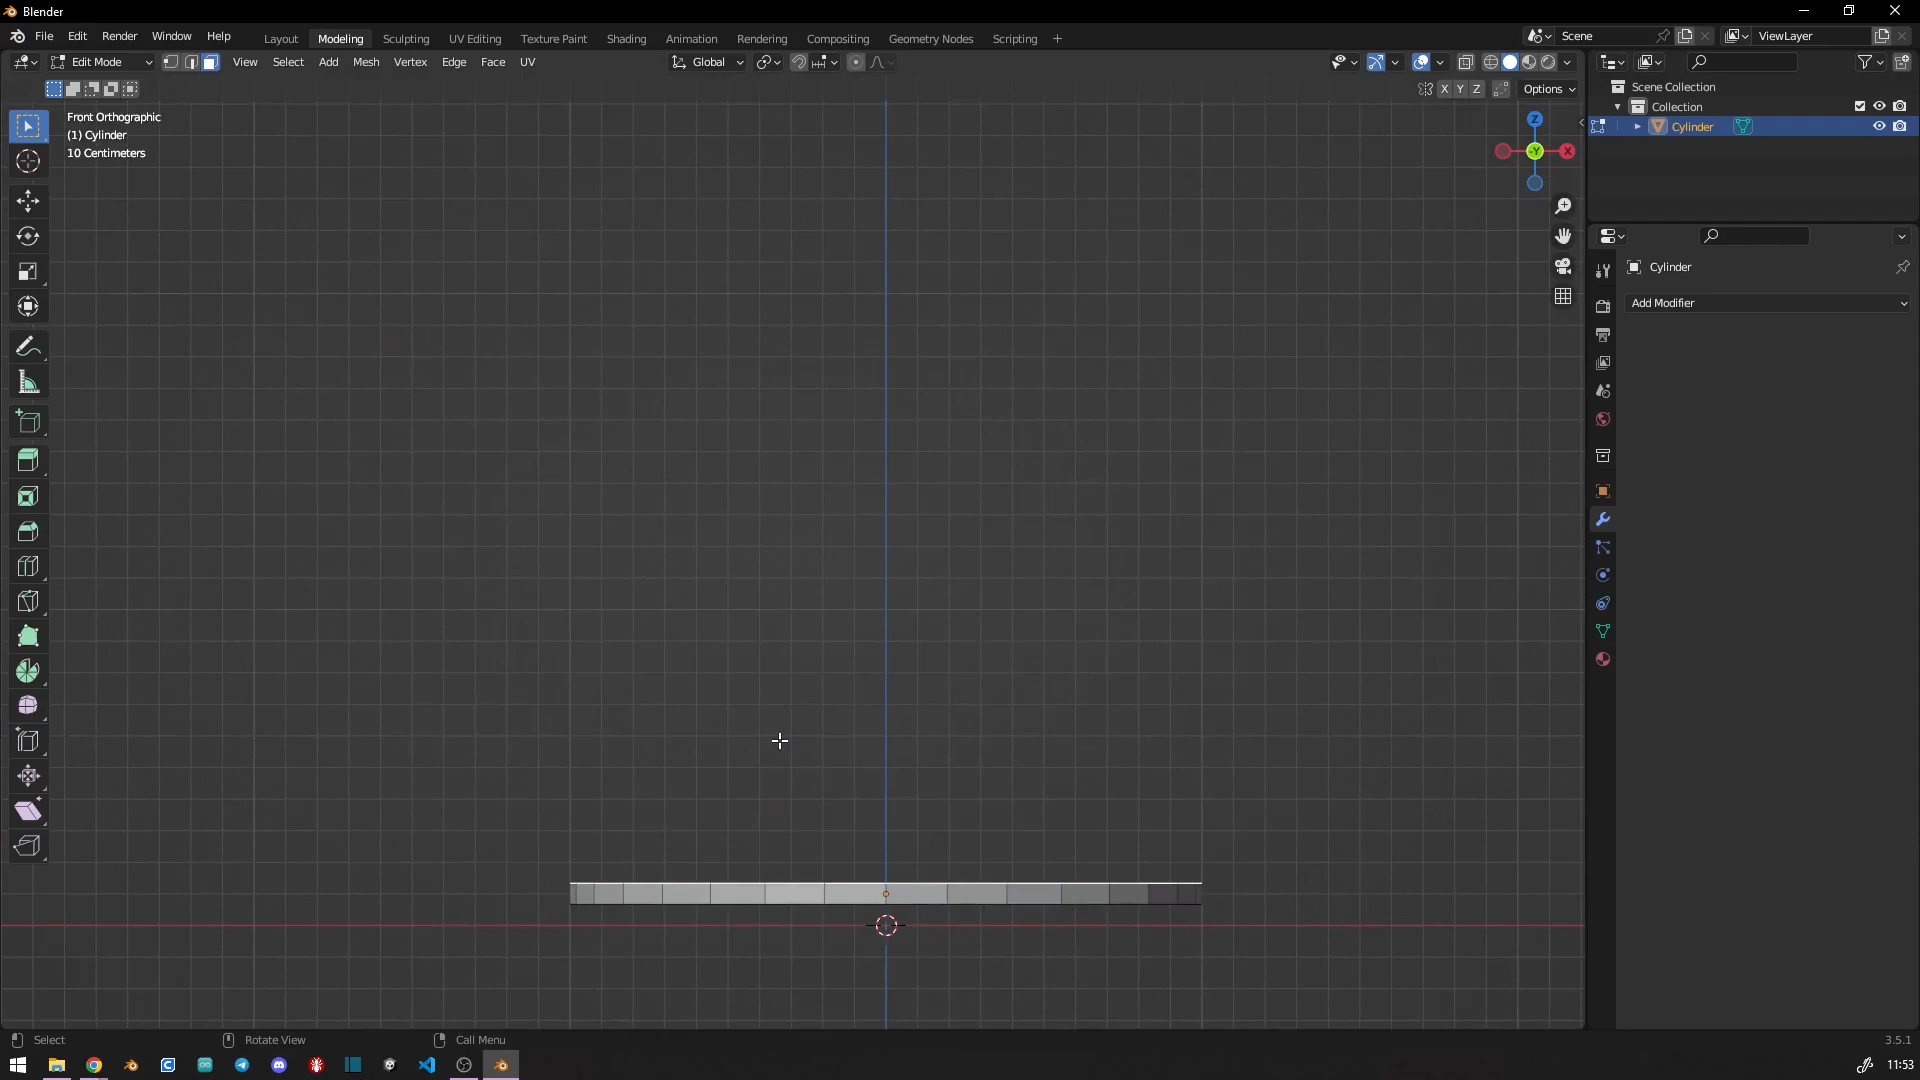 Blender
File Edit Render Window Help Layout Modeling Sculpting UV Editing Texture Paint Shading Animation Rendering Compositing Geometry Nodes Scripting + Scene ViewLayer
Edit Mode View Select Add Mesh Vertex Edge Face UV Global
X Y Z Options
Front Orthographic
(1) Cylinder
10 Centimeters
Z
-Y X
Scene Collection
Collection
Cylinder
Cylinder
Add Modifier
Select Rotate View Call Menu 3.5.1
11:53